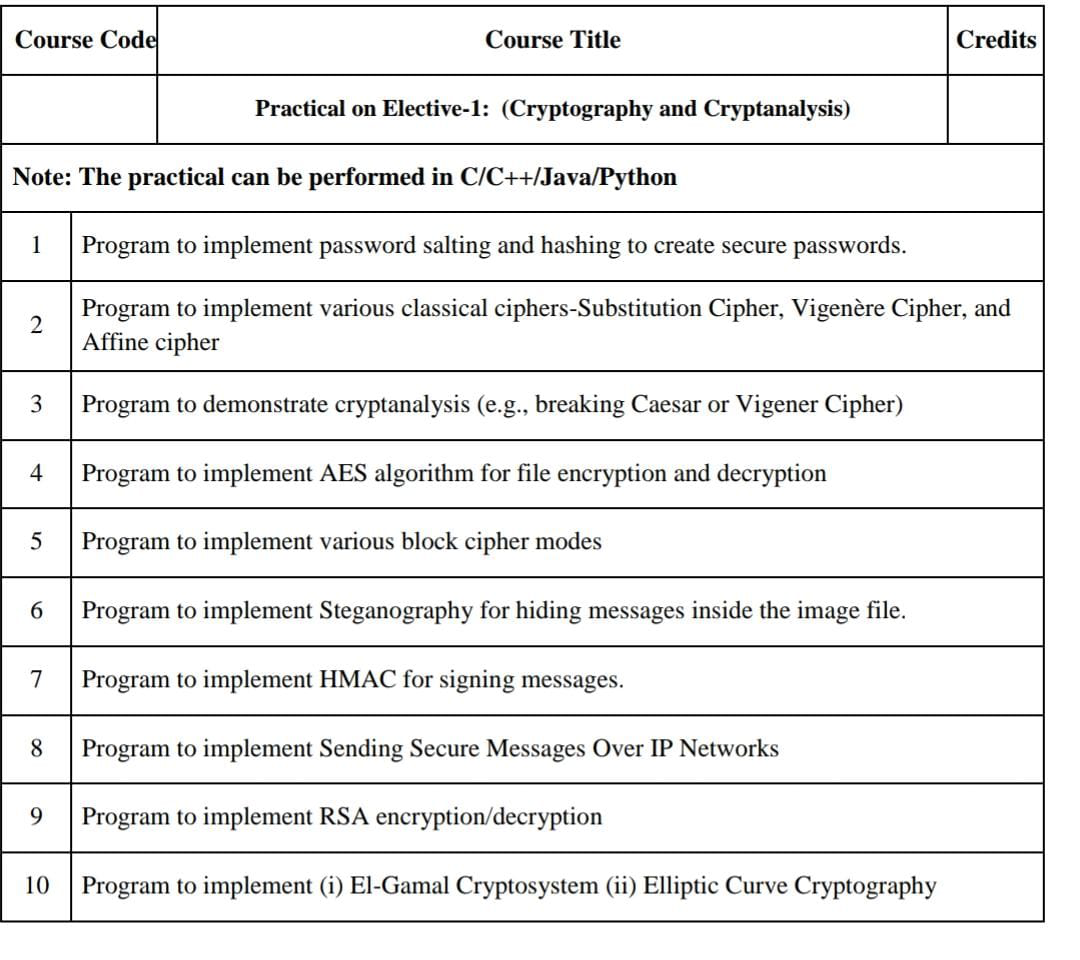 Course Code Course Title Credits
Practical on Elective-1: (Cryptography and Cryptanalysis)
Note: The practical can be performed in C/C++/Java/Python
1 Program to implement password salting and hashing to create secure passwords.
2 Program to implement various classical ciphers-Substitution Cipher, Vigenère Cipher, and
Affine cipher
3 Program to demonstrate cryptanalysis (e.g., breaking Caesar or Vigener Cipher)
4 Program to implement AES algorithm for file encryption and decryption
5 Program to implement various block cipher modes
6 Program to implement Steganography for hiding messages inside the image file.
7 Program to implement HMAC for signing messages.
8 Program to implement Sending Secure Messages Over IP Networks
9 Program to implement RSA encryption/decryption
10 Program to implement (i) El-Gamal Cryptosystem (ii) Elliptic Curve Cryptography